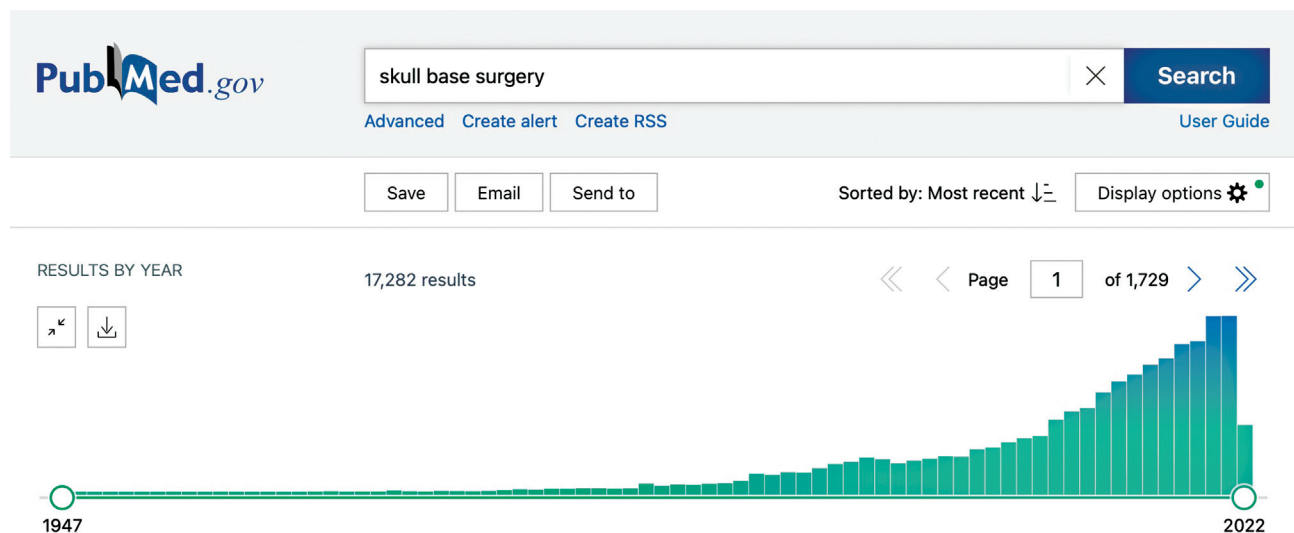 PubMed.gov
skull base surgery
Search
Advanced Create alert Create RSS
User Guide
Save Email Send to
Sorted by: Most recent
Display options
RESULTS BY YEAR
17,282 results
Page 1 of 1,729
1947
2022